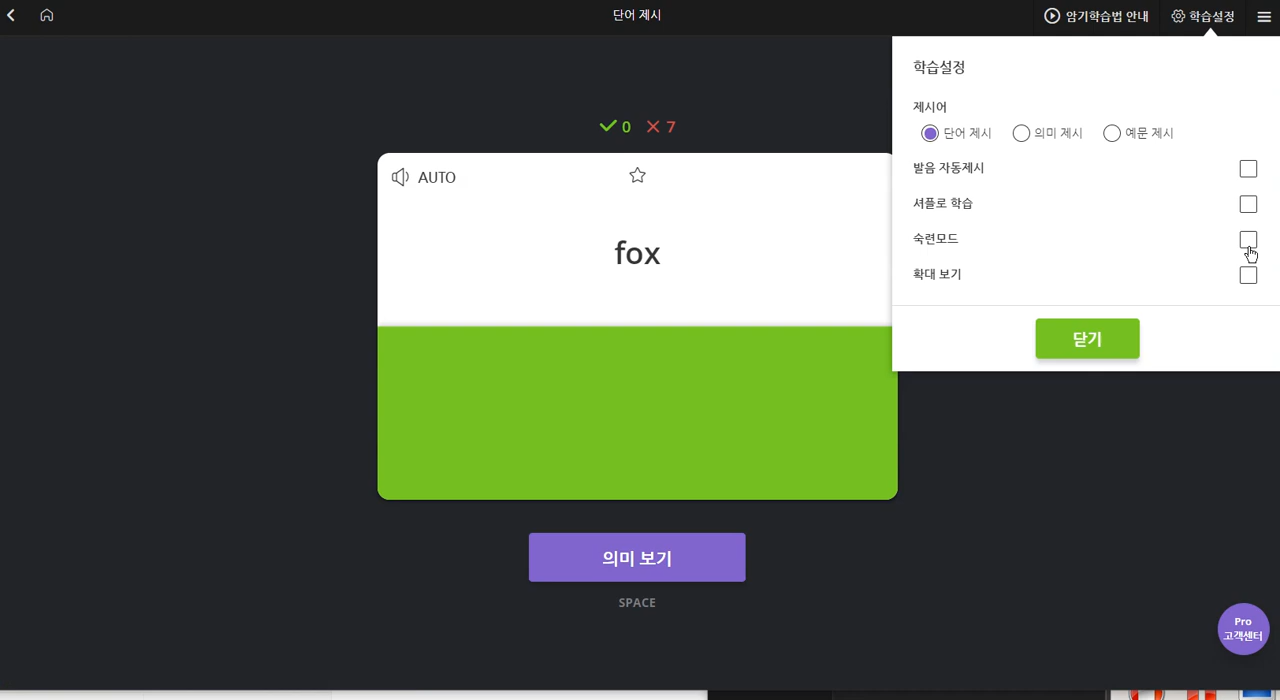 단어 제시
암기학습법 안내
학습설정
학습설정
제시어
단어 제시 의미 제시 예문 제시
발음 자동제시
셔플로 학습
숙련모드
확대 보기
닫기
0 7
AUTO
fox
의미 보기
SPACE
Pro
고객센터